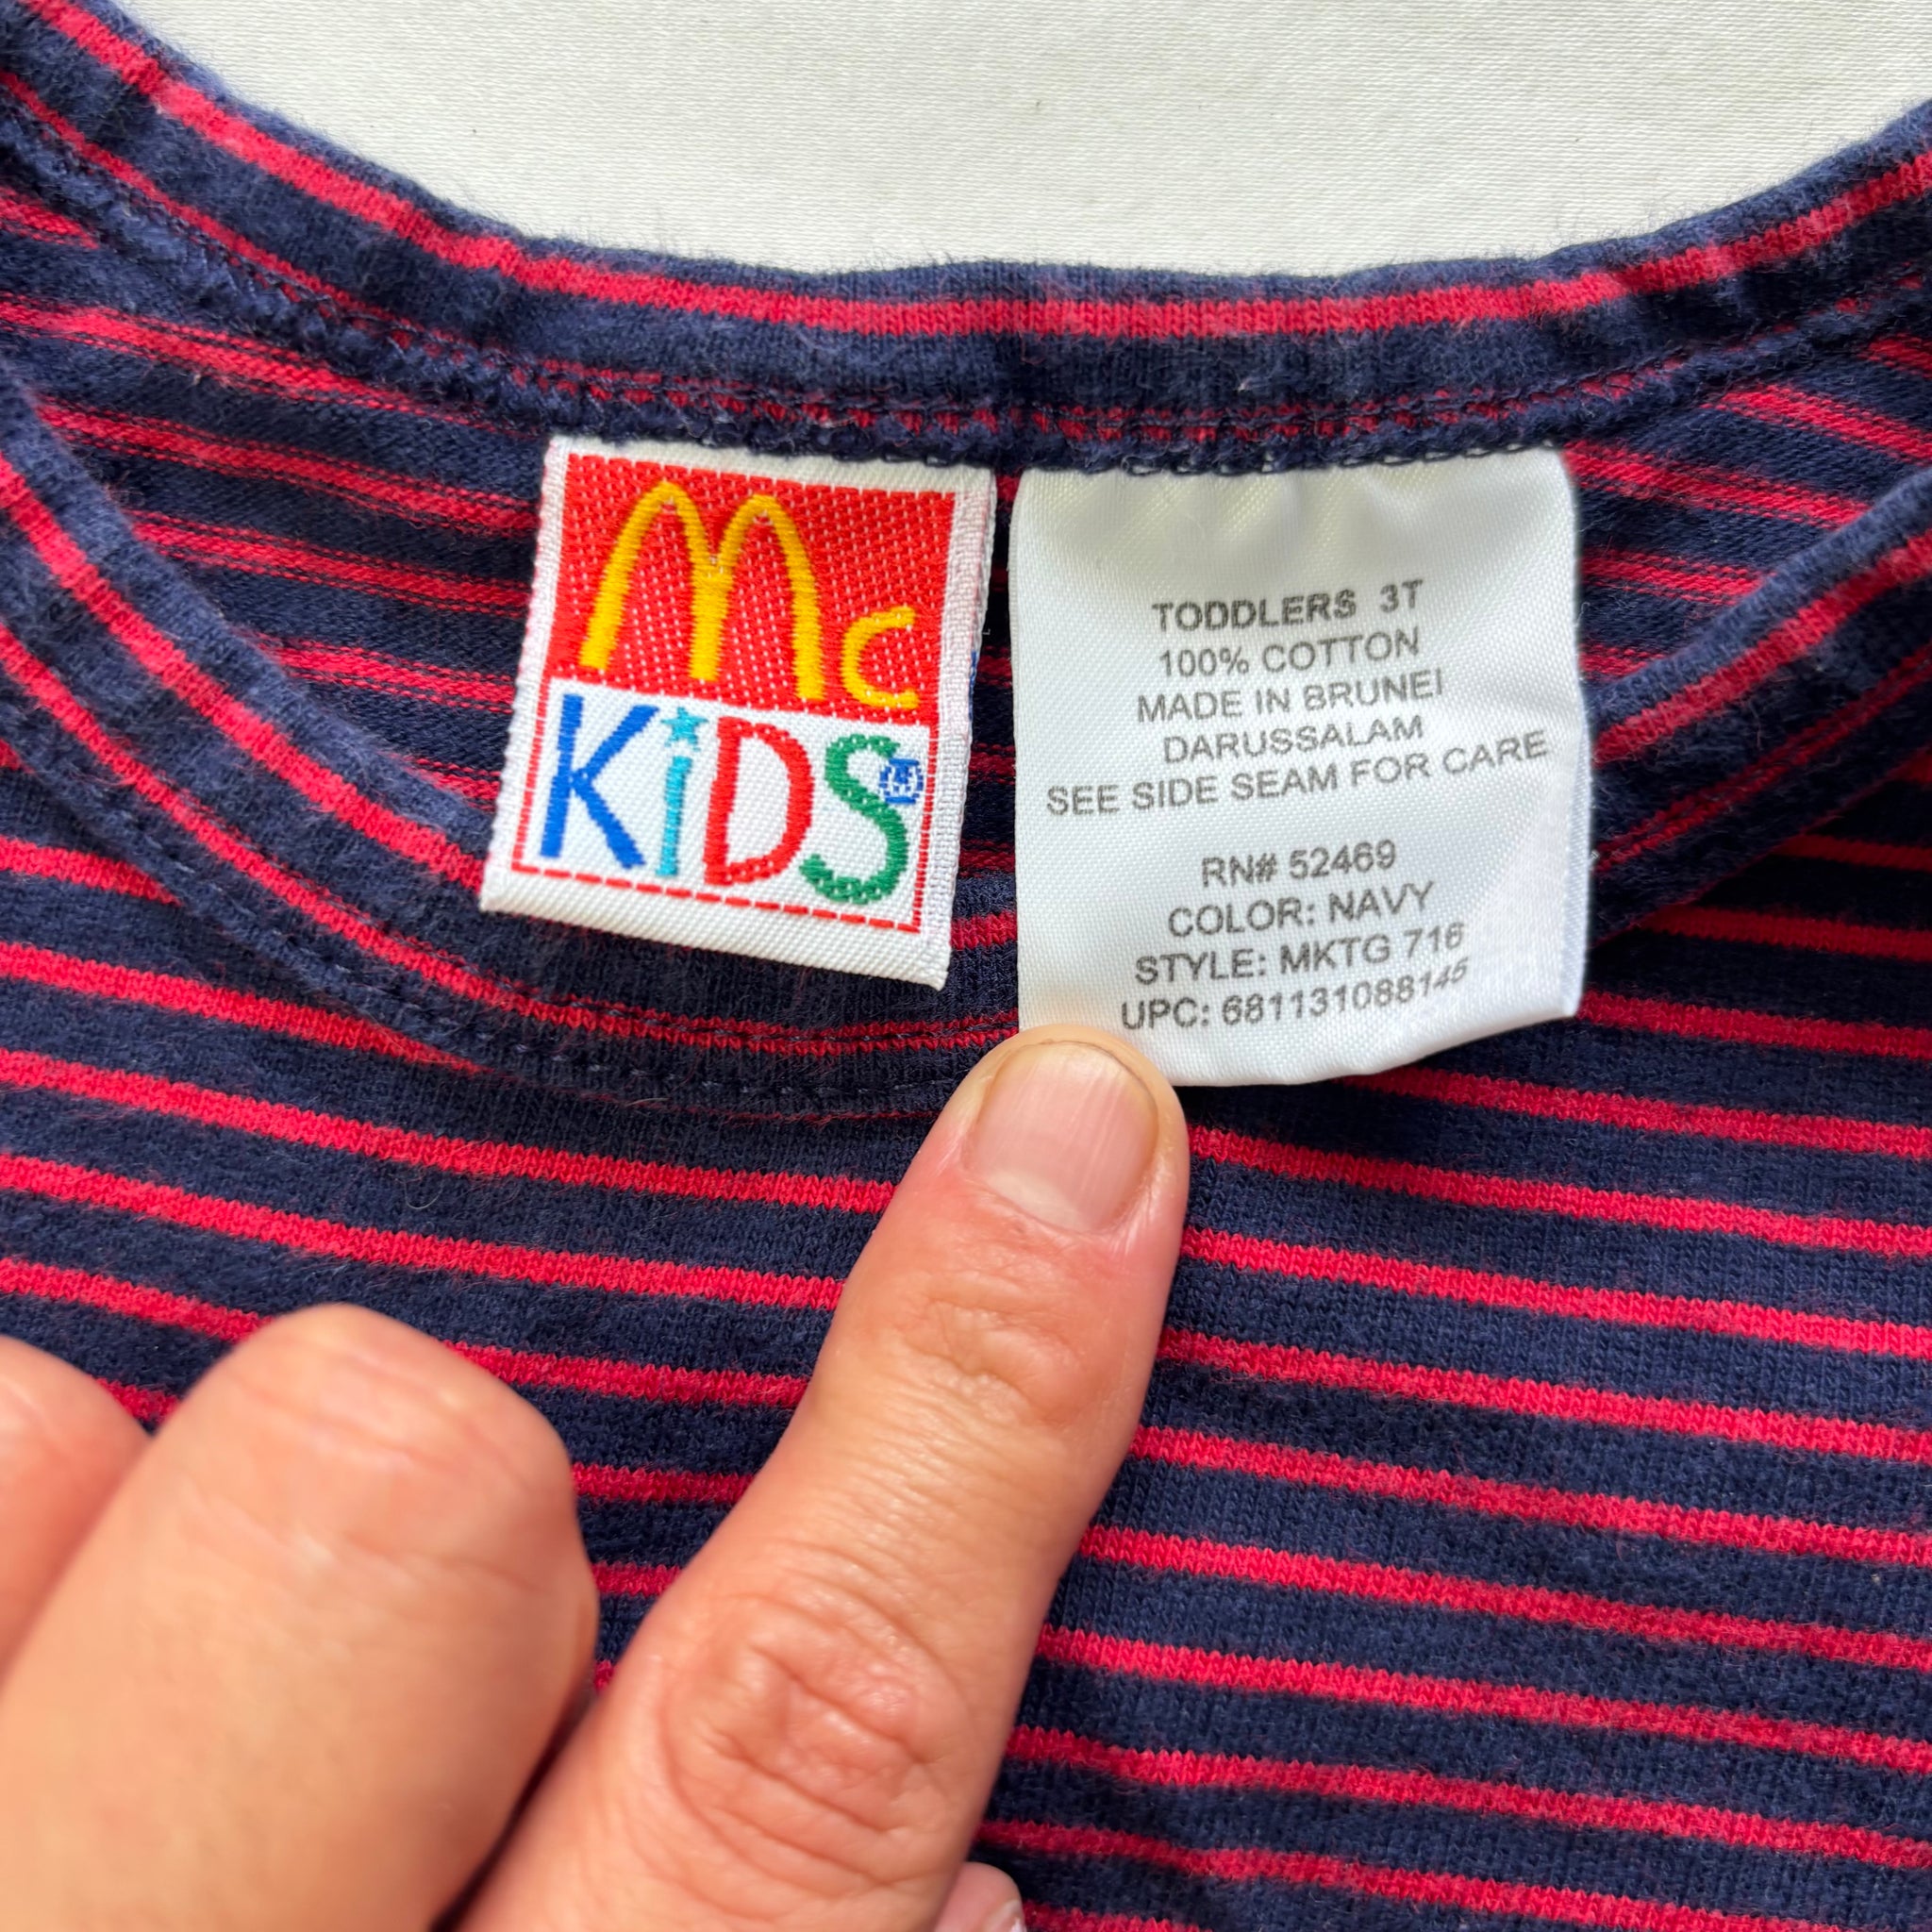 Mc
KiDS
TODDLERS 3T
100% COTTON
MADE IN BRUNEI
DARUSSALAM
SEE SIDE SEAM FOR CARE
RN# 52469
COLOR: NAVY
STYLE: MKTG 716
UPC: 681131088145